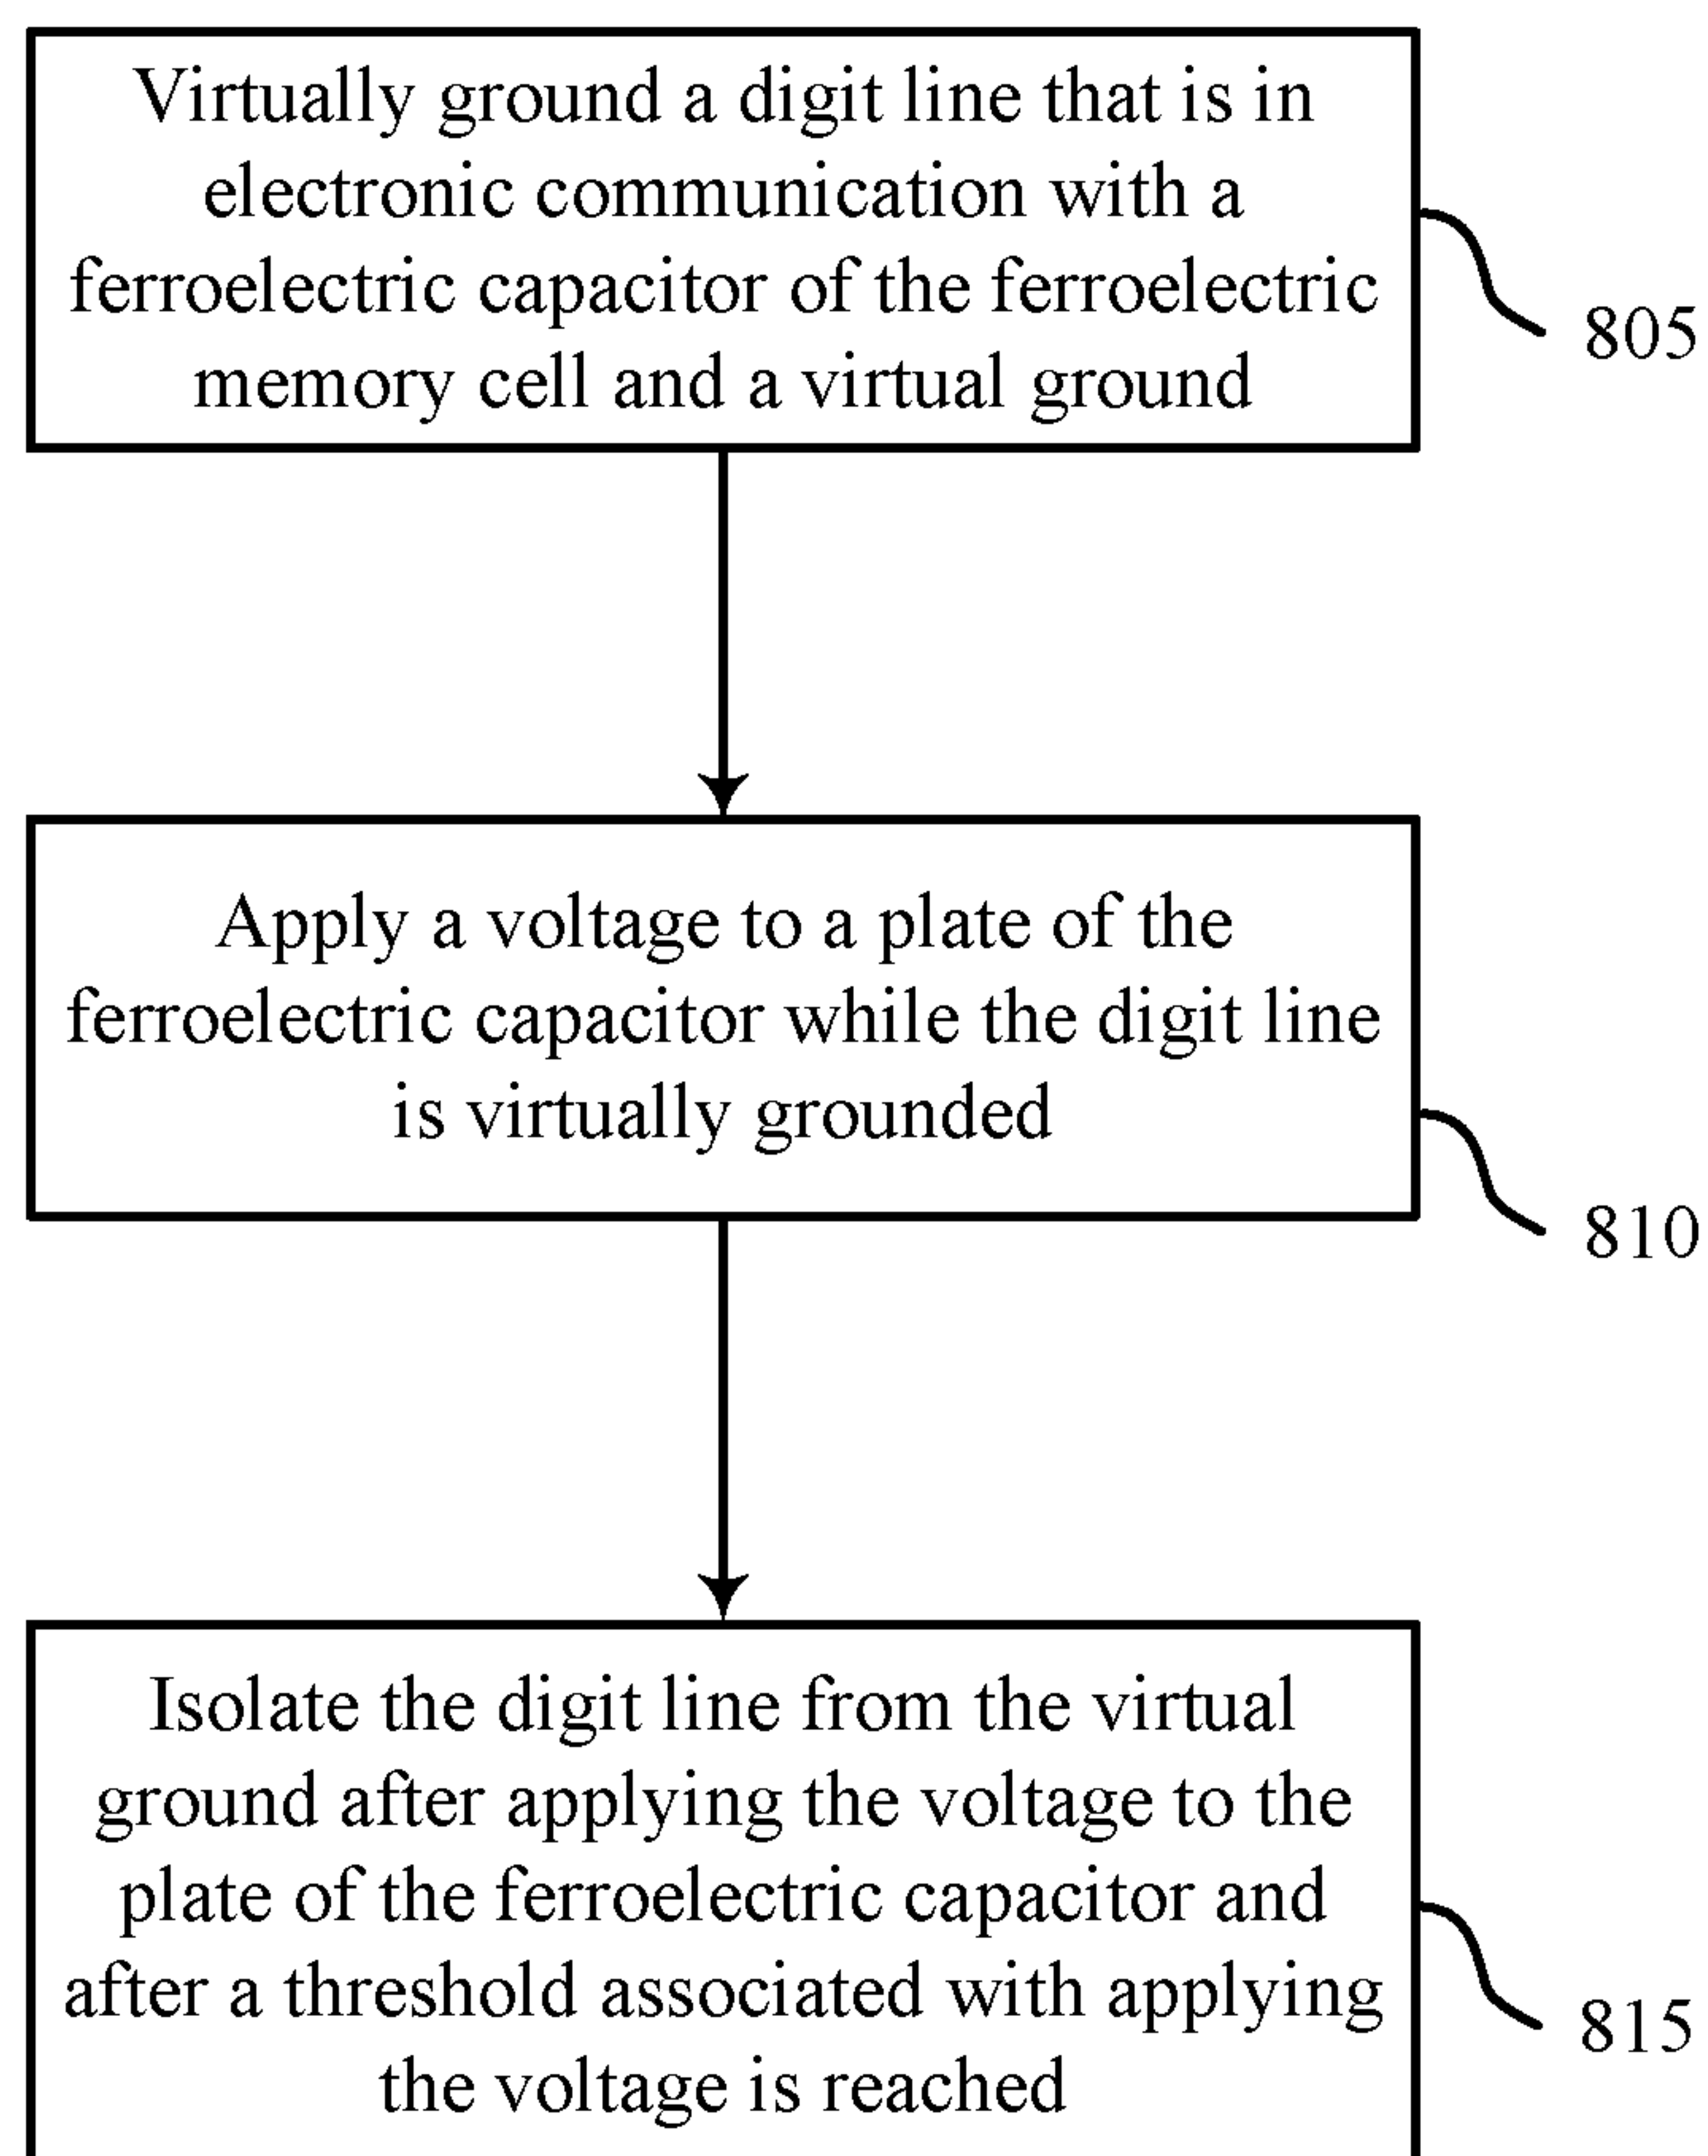 Virtually ground a digit line that is in
electronic communication with a
ferroelectric capacitor of the ferroelectric
memory cell and a virtual ground
805
Apply a voltage to a plate of the
ferroelectric capacitor while the digit line
is virtually grounded
810
Isolate the digit line from the virtual
ground after applying the voltage to the
plate of the ferroelectric capacitor and
after a threshold associated with applying
the voltage is reached
815